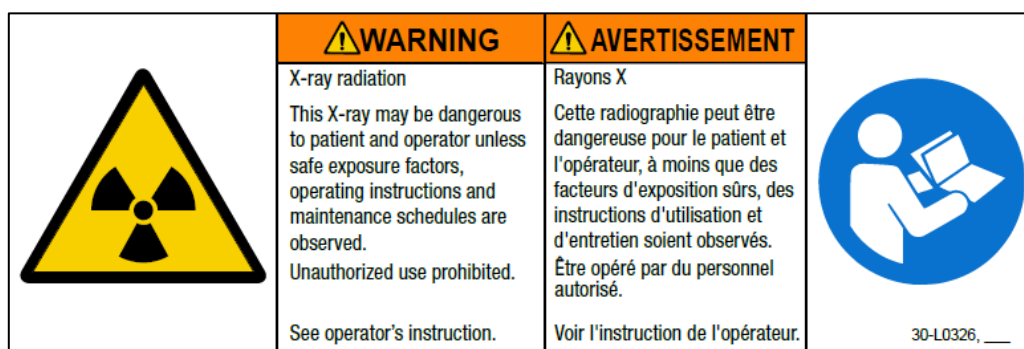 WARNING
X-ray radiation
This X-ray may be dangerous
to patient and operator unless
safe exposure factors,
operating instructions and
maintenance schedules are
observed.
Unauthorized use prohibited.
See operator's instruction.
AVERTISSEMENT
Rayons X
Cette radiographie peut être
dangereuse pour le patient et
l'opérateur, à moins que des
facteurs d'exposition sûrs, des
instructions d'utilisation et
d'entretien soient observés.
Être opéré par du personnel
autorisé.
Voir l'instruction de l'opérateur.
30-L0326, ___